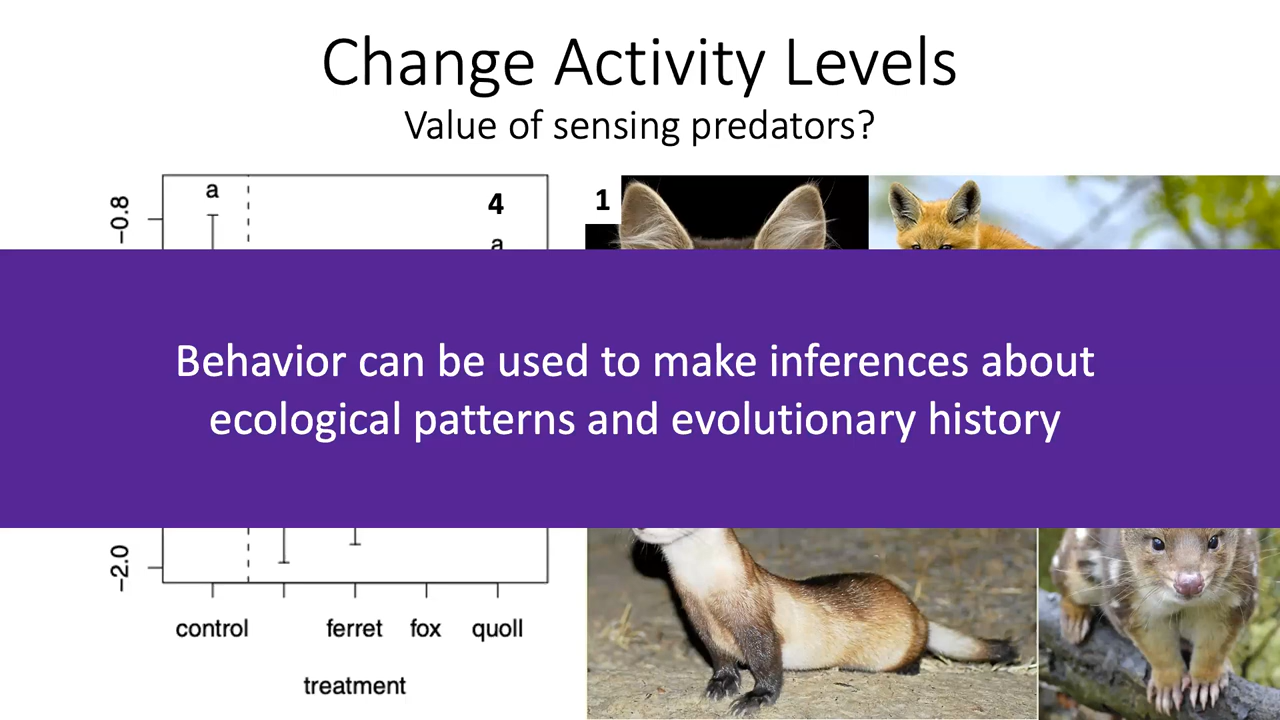 Change Activity Levels
Value of sensing predators?
a
4
1
−0.8
a
Behavior can be used to make inferences about
ecological patterns and evolutionary history
−2.0
control
ferret
fox
quoll
treatment